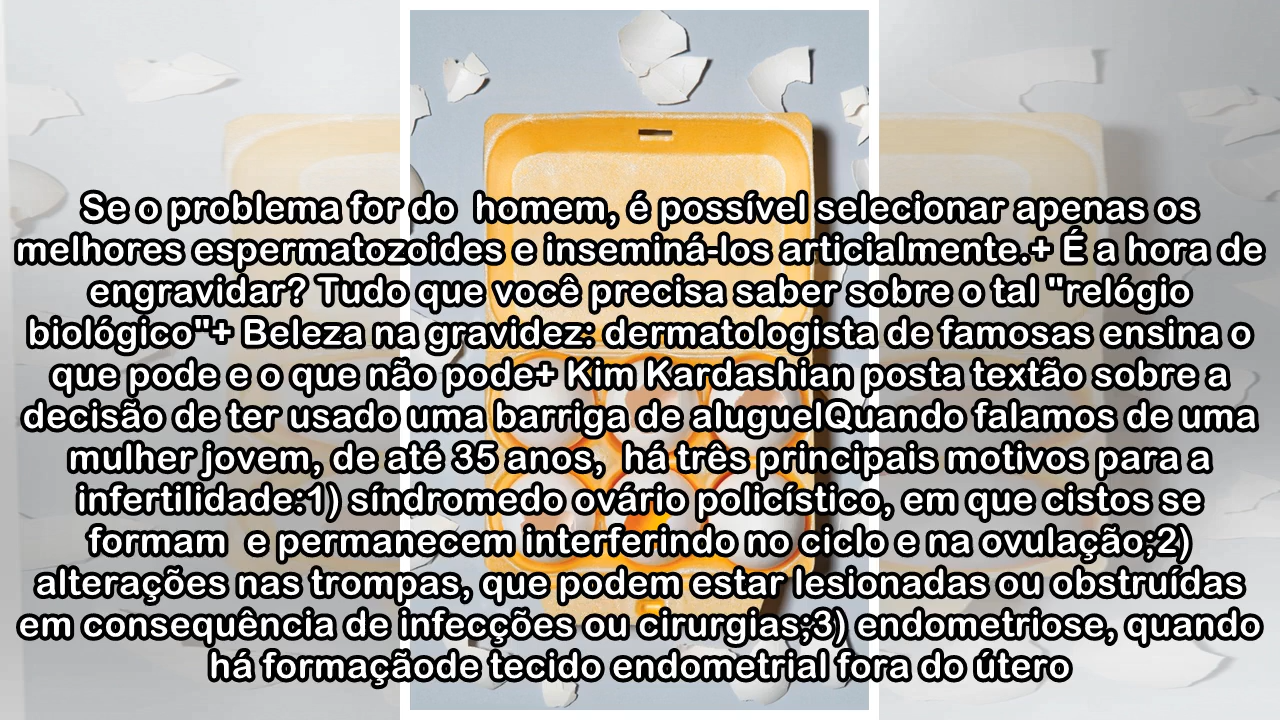 Se o problema for do  homem, é possível selecionar apenas os
melhores espermatozoides e inseminá-los articialmente.+ É a hora de
engravidar? Tudo que você precisa saber sobre o tal "relógio
biológico"+ Beleza na gravidez: dermatologista de famosas ensina o
que pode e o que não pode+ Kim Kardashian posta textão sobre a
decisão de ter usado uma barriga de aluguelQuando falamos de uma
mulher jovem, de até 35 anos,  há três principais motivos para a
infertilidade:1) síndromedo ovário policístico, em que cistos se
formam  e permanecem interferindo no ciclo e na ovulação;2)
alterações nas trompas, que podem estar lesionadas ou obstruídas
em consequência de infecções ou cirurgias;3) endometriose, quando
há formaçãode tecido endometrial fora do útero